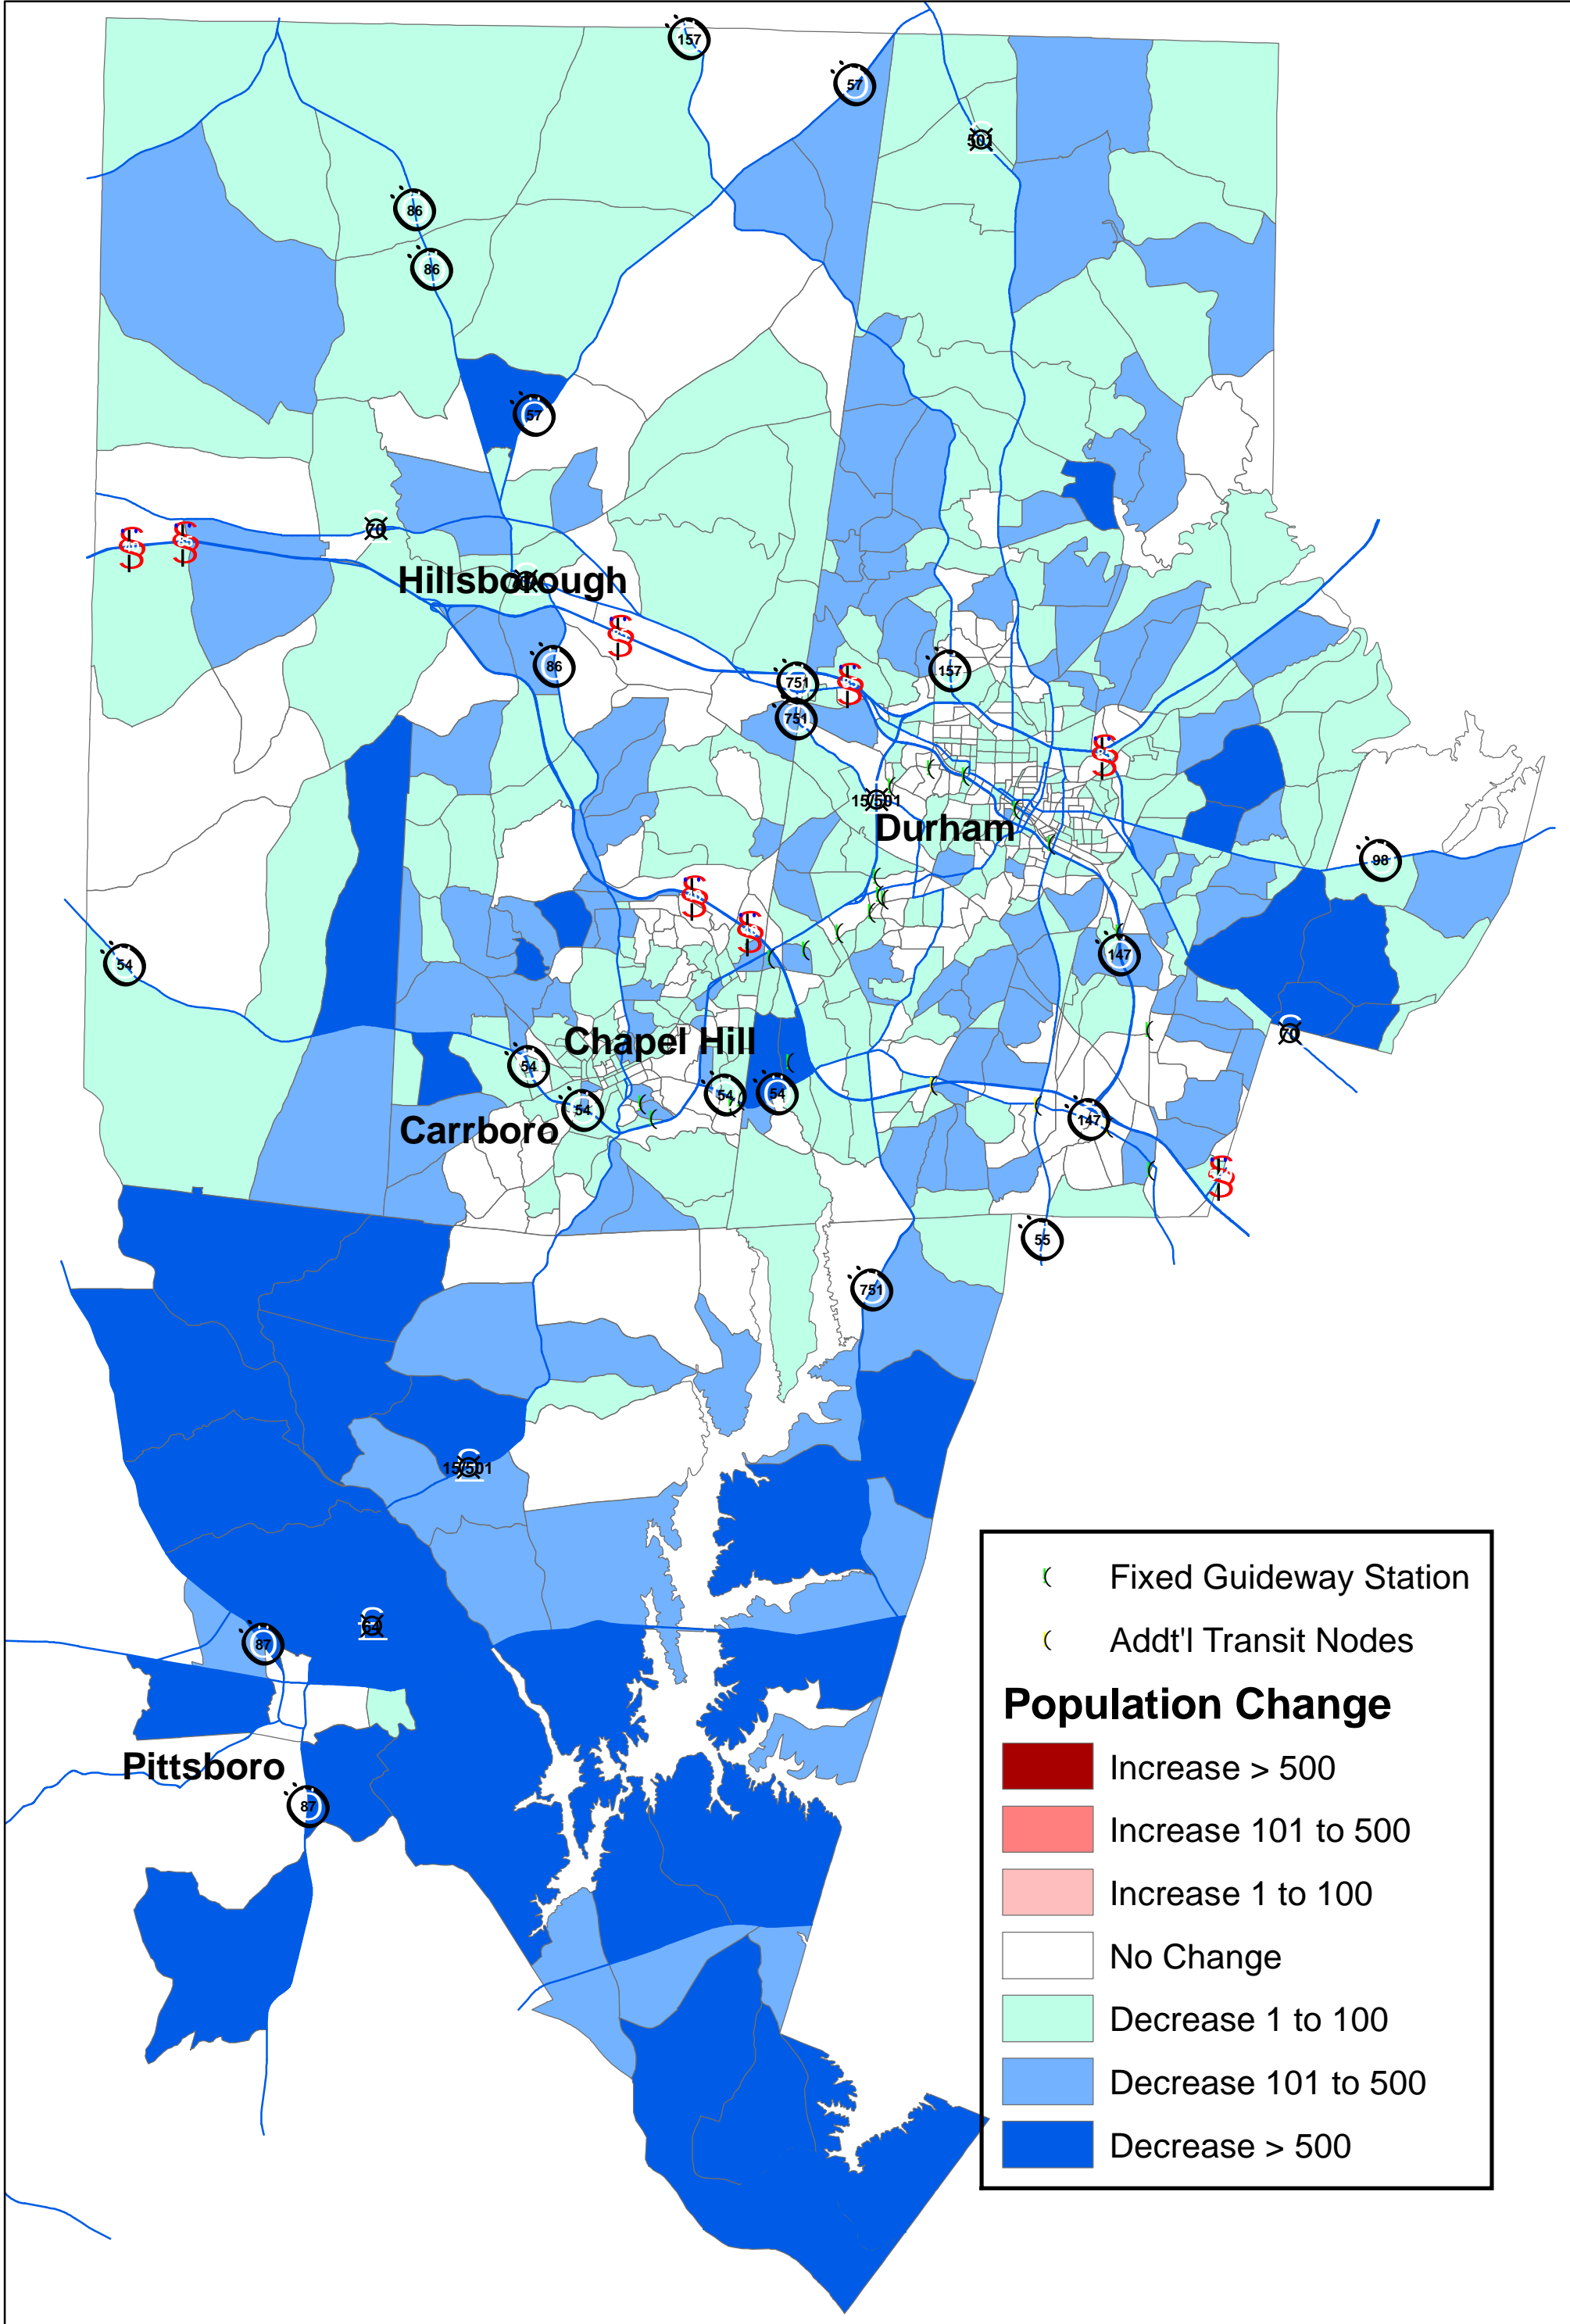 157
57
501
86
86
57
70
Hillsborough
86
157
751
85
751
85
15/501
Durham
98
54
147
70
Chapel Hill
54
54
54
54
Carrboro
147
55
751
15/501
64
87
Pittsboro
87
Fixed Guideway Station
Addt'l Transit Nodes
Population Change
Increase > 500
Increase 101 to 500
Increase 1 to 100
No Change
Decrease 1 to 100
Decrease 101 to 500
Decrease > 500